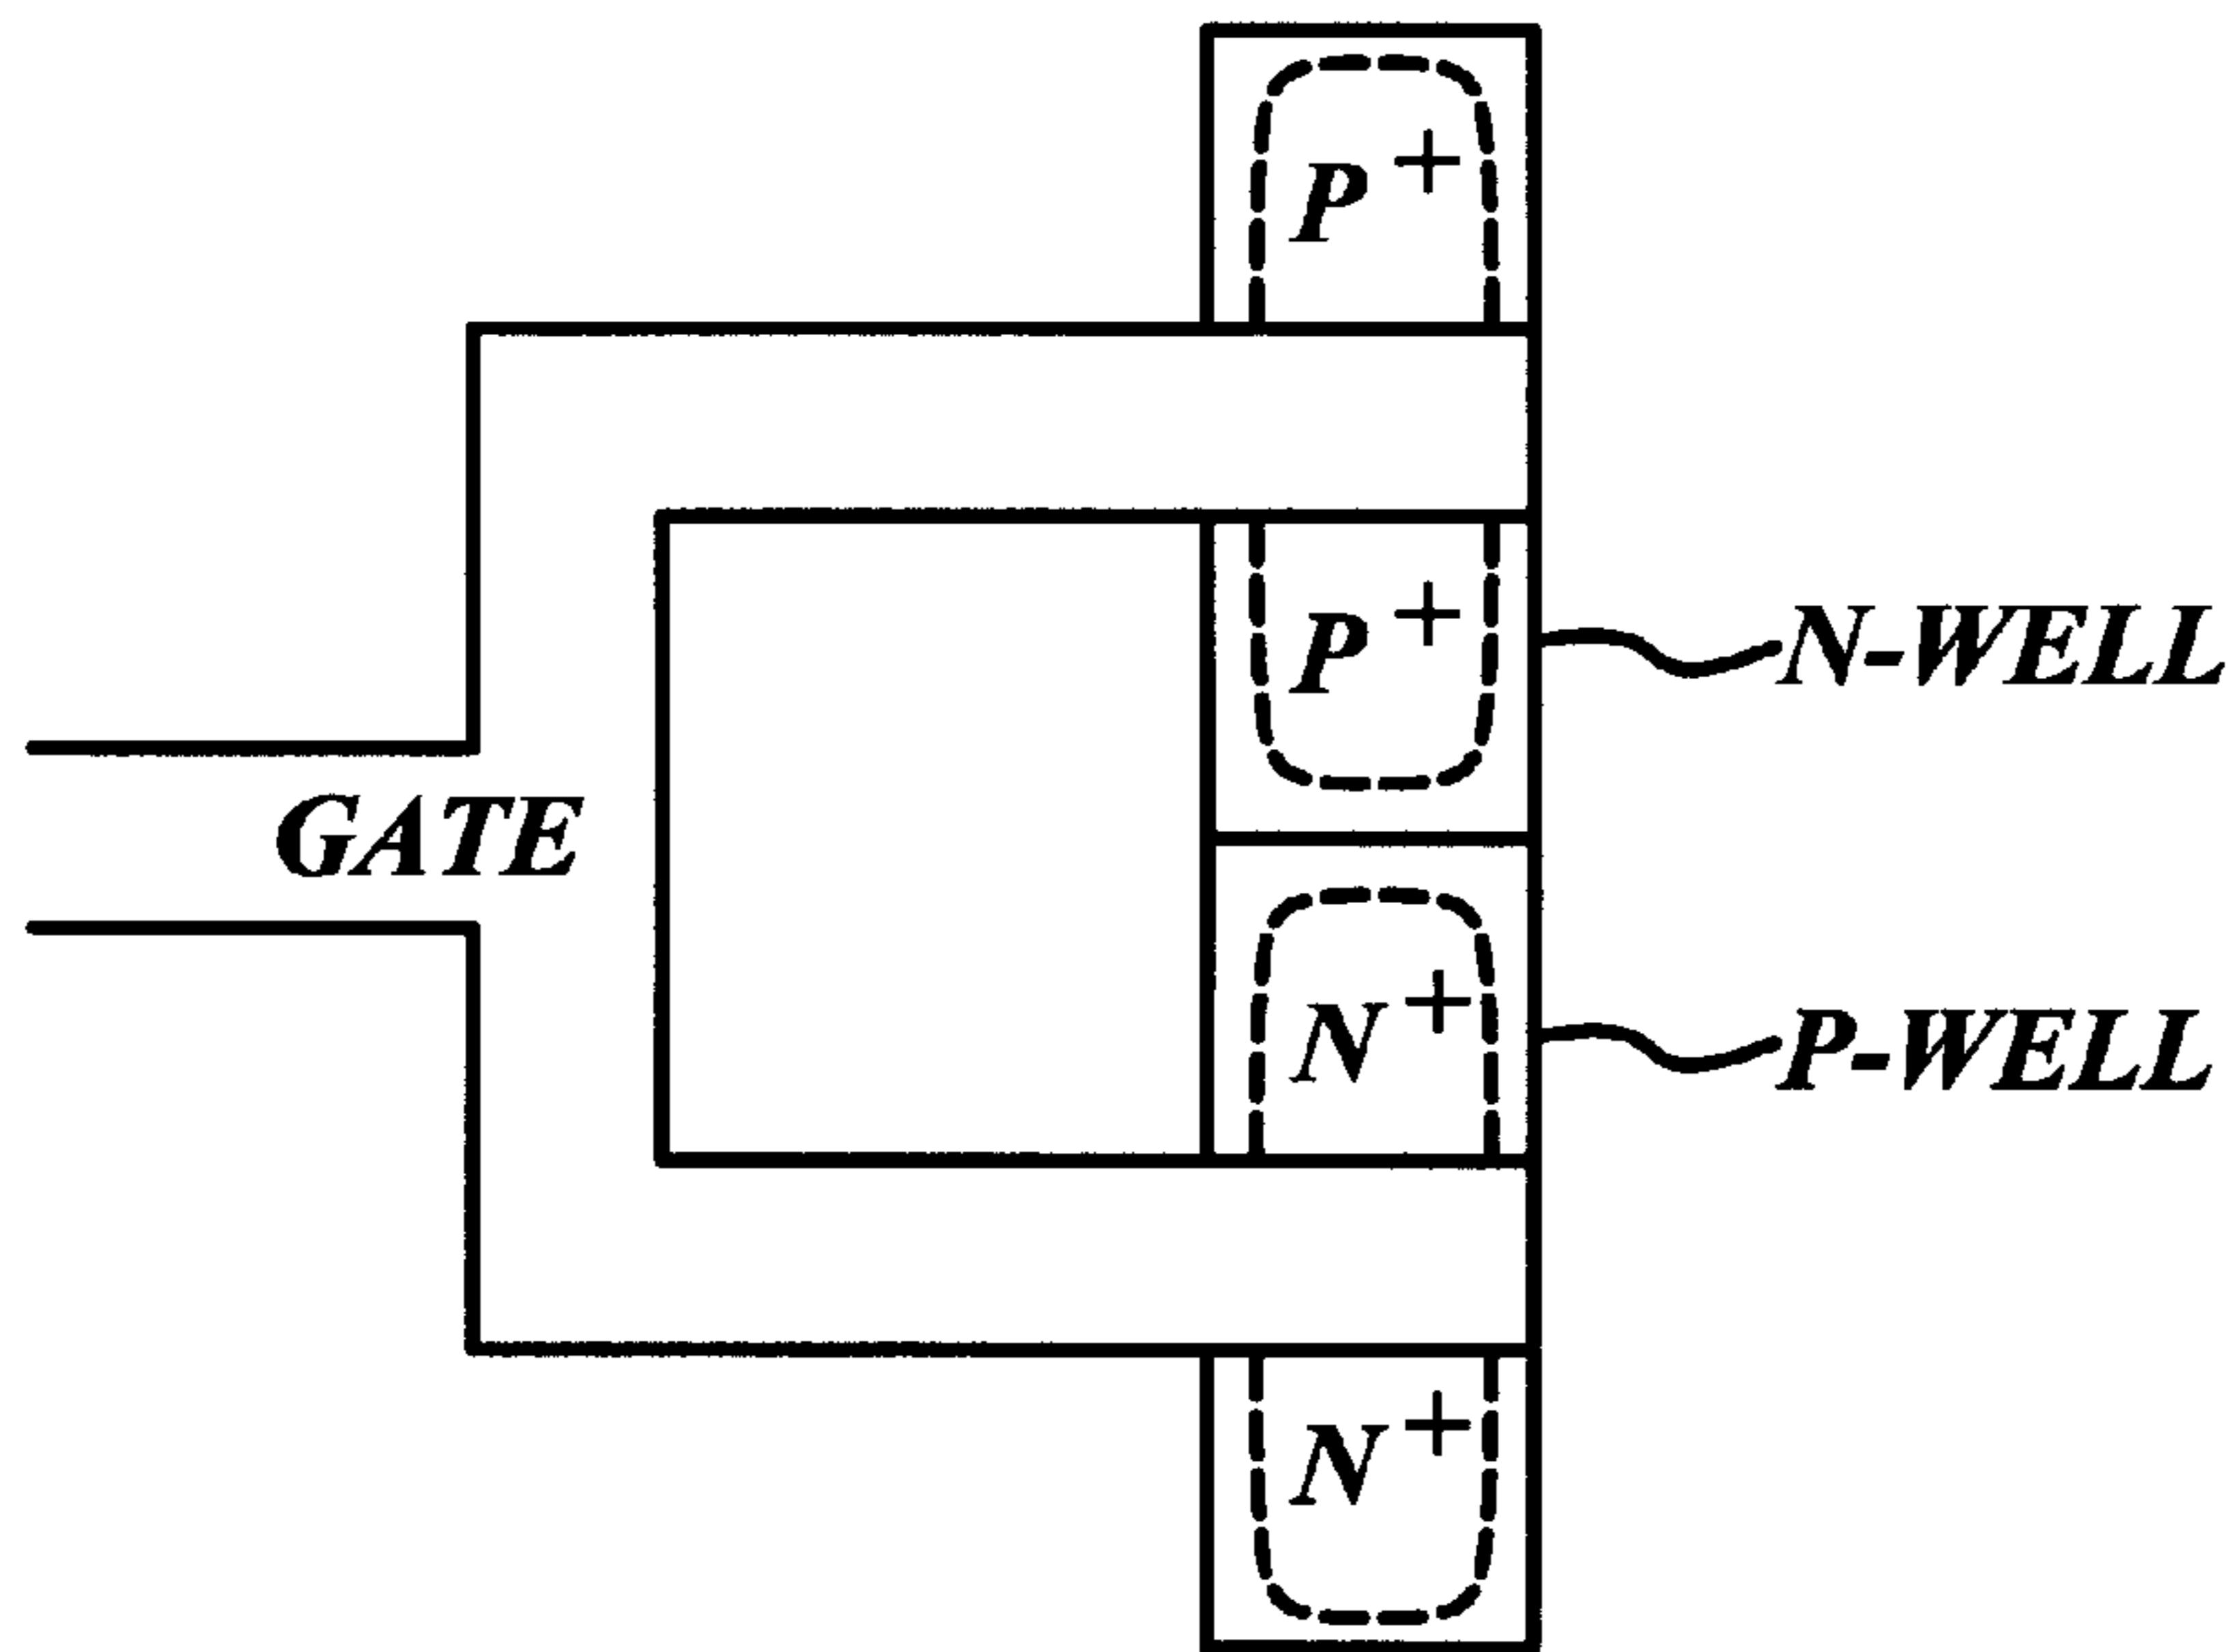 P+
P+
N-WELL
GATE
N+
P-WELL
N+